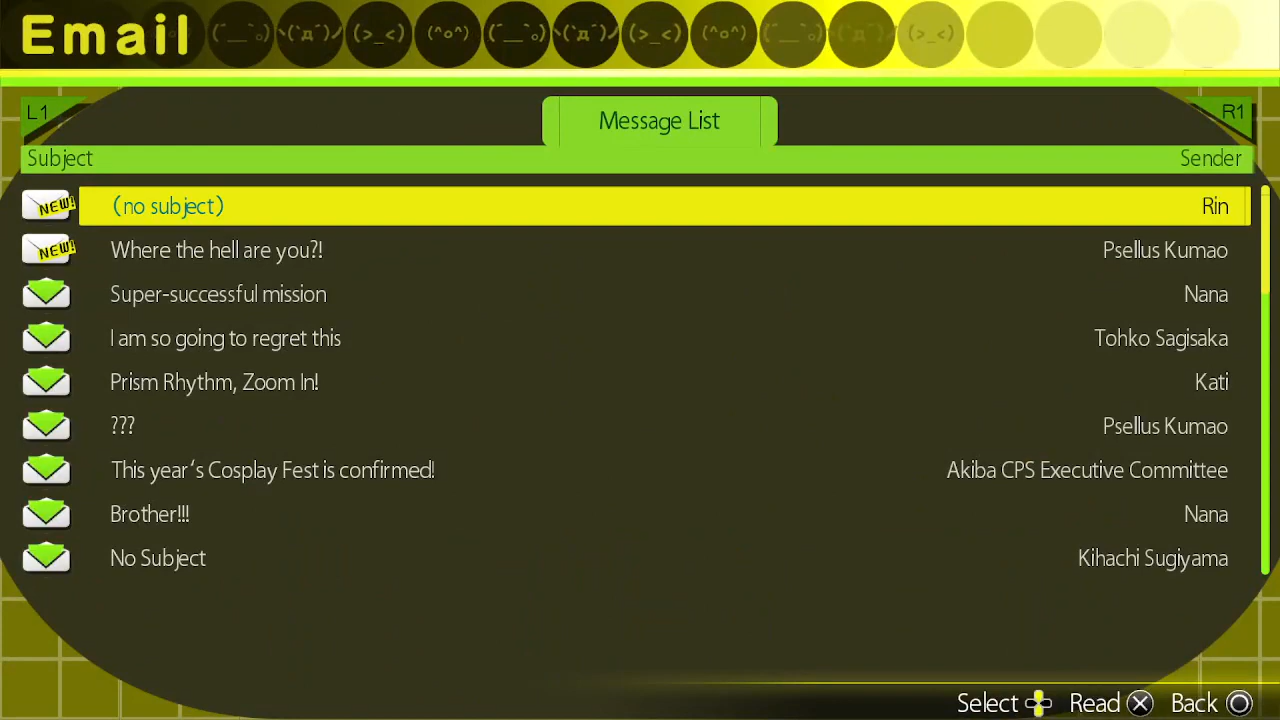 Email
L1
Message List
R1
Subject Sender
NEW! (no subject) Rin
NEW! Where the hell are you?! Psellus Kumao
Super-successful mission Nana
I am so going to regret this Tohko Sagisaka
Prism Rhythm, Zoom In! Kati
??? Psellus Kumao
This year's Cosplay Fest is confirmed! Akiba CPS Executive Committee
Brother!!! Nana
No Subject Kihachi Sugiyama
Select Read Back